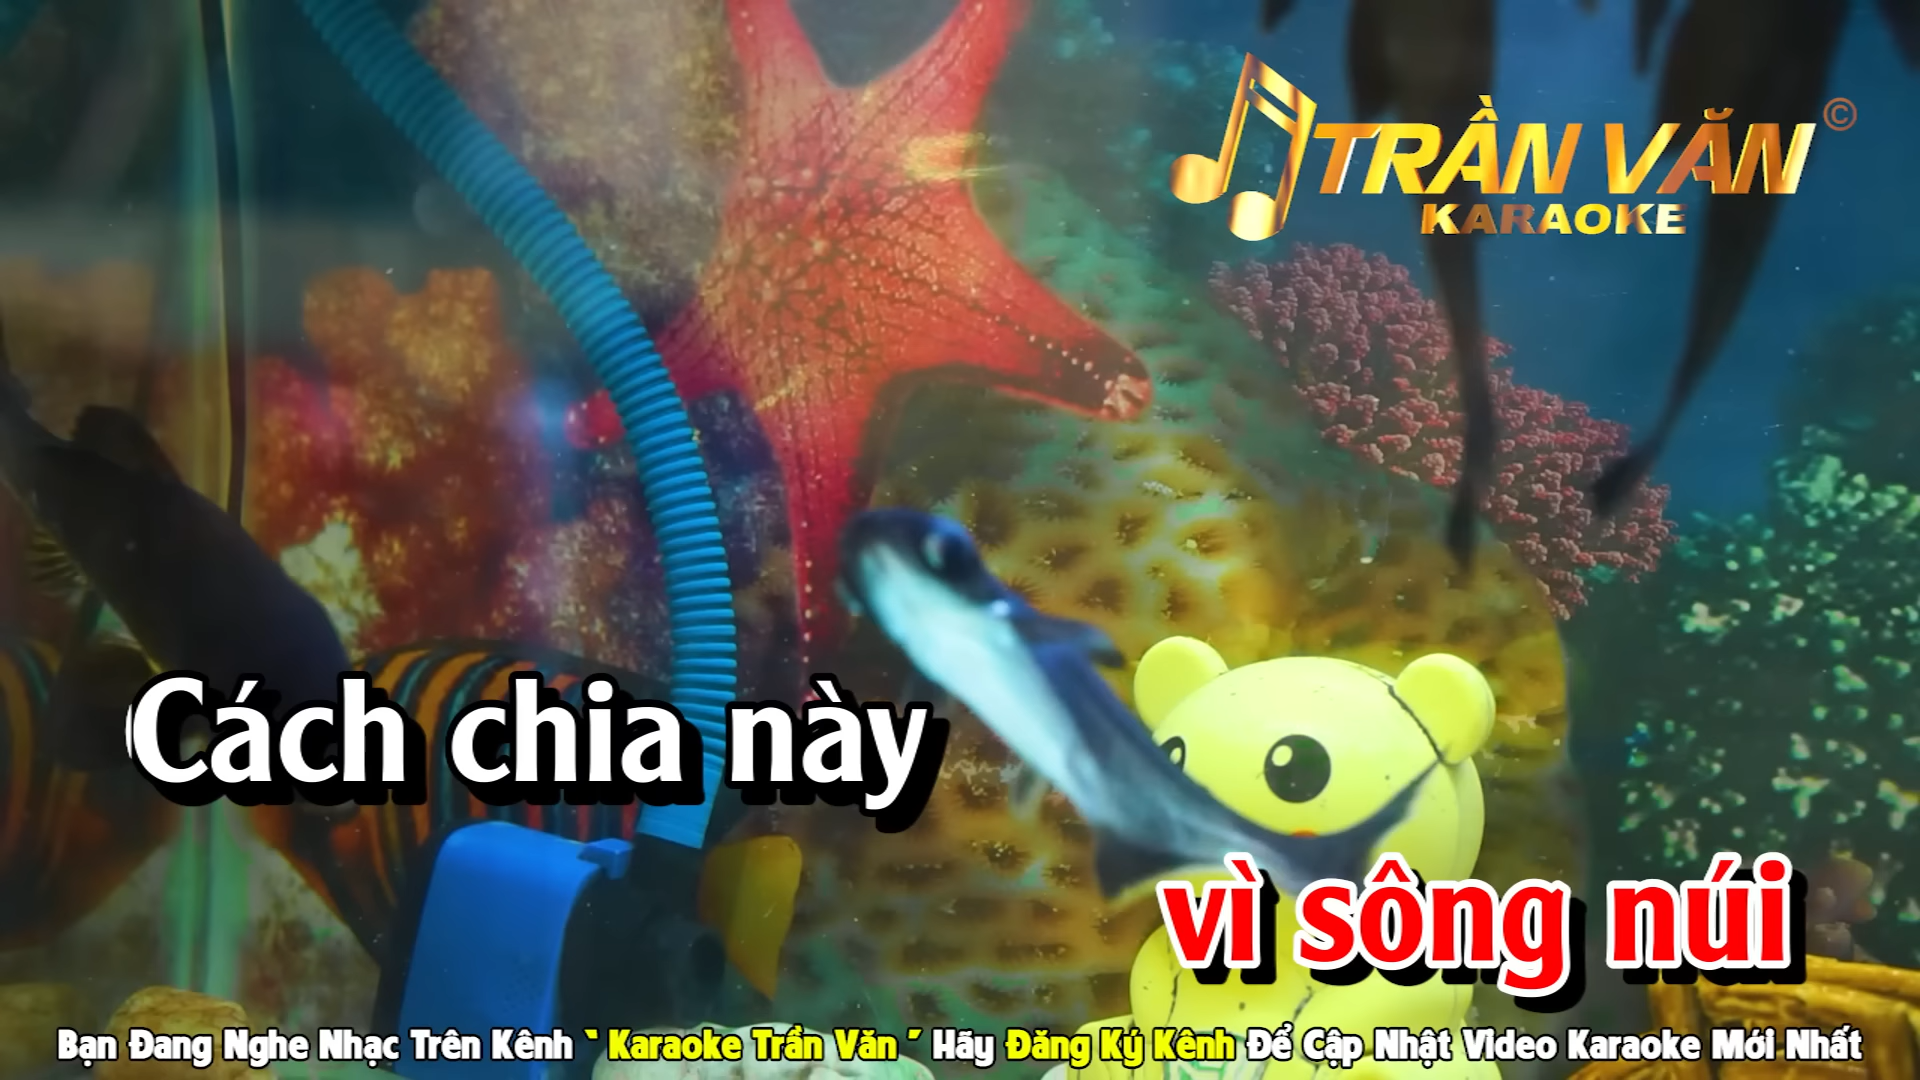 TRẦN VĂN ©
KARAOKE
Cách chia này
vì sông núi
Bạn Đang Nghe Nhạc Trên Kênh ` Karaoke Trần Văn ´ Hãy Đăng Ký Kênh Để Cập Nhật Video Karaoke Mới Nhất